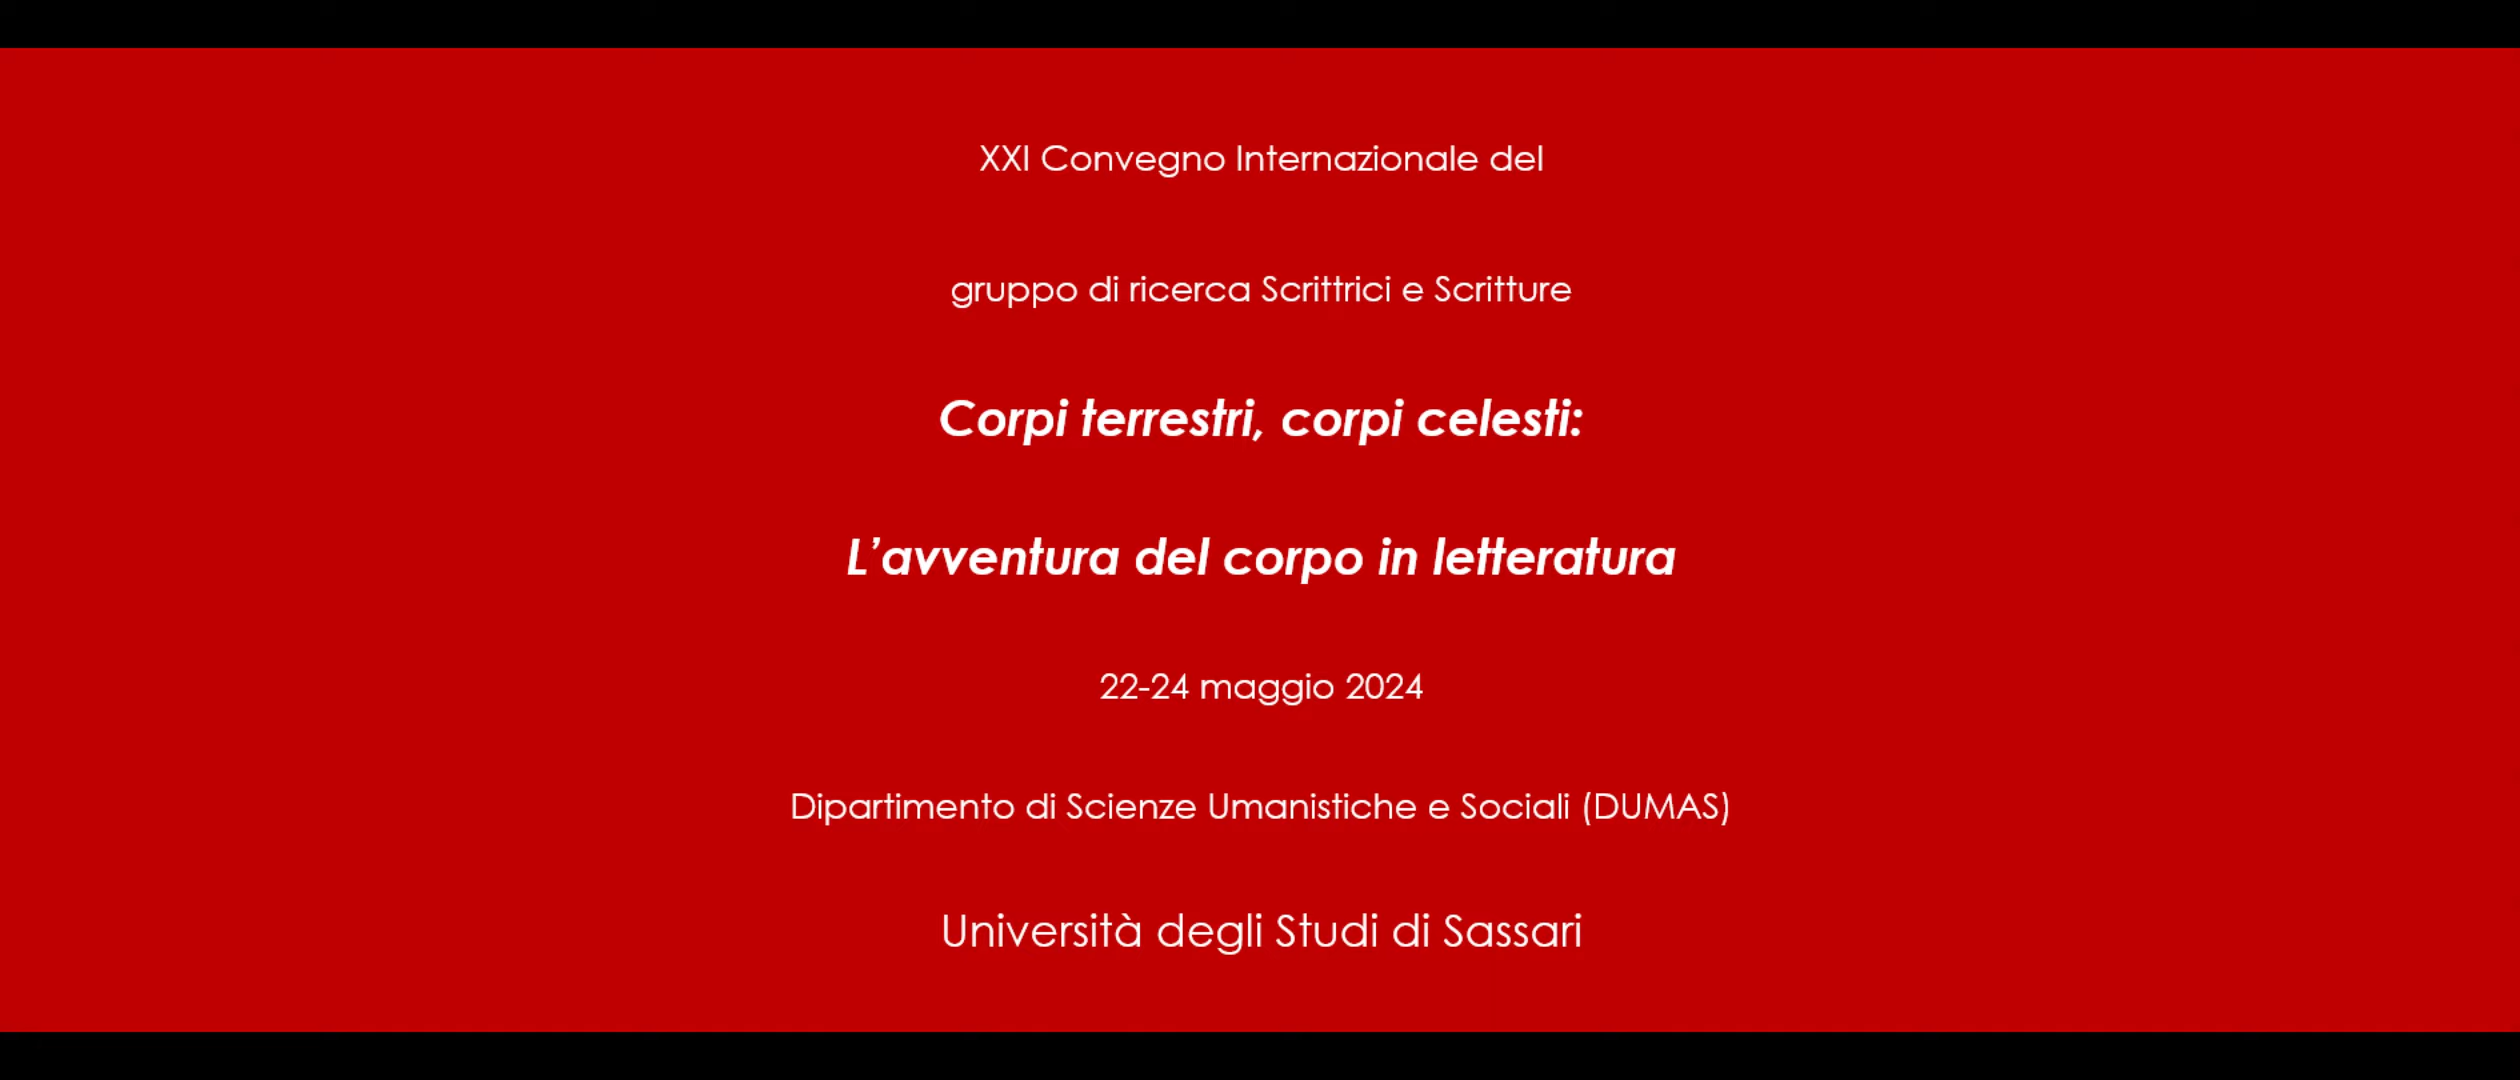 XXI Convegno Internazionale del
gruppo di ricerca Scrittrici e Scritture
Corpi terrestri, corpi celesti:
L’avventura del corpo in letteratura
22-24 maggio 2024
Dipartimento di Scienze Umanistiche e Sociali (DUMAS)
Università degli Studi di Sassari